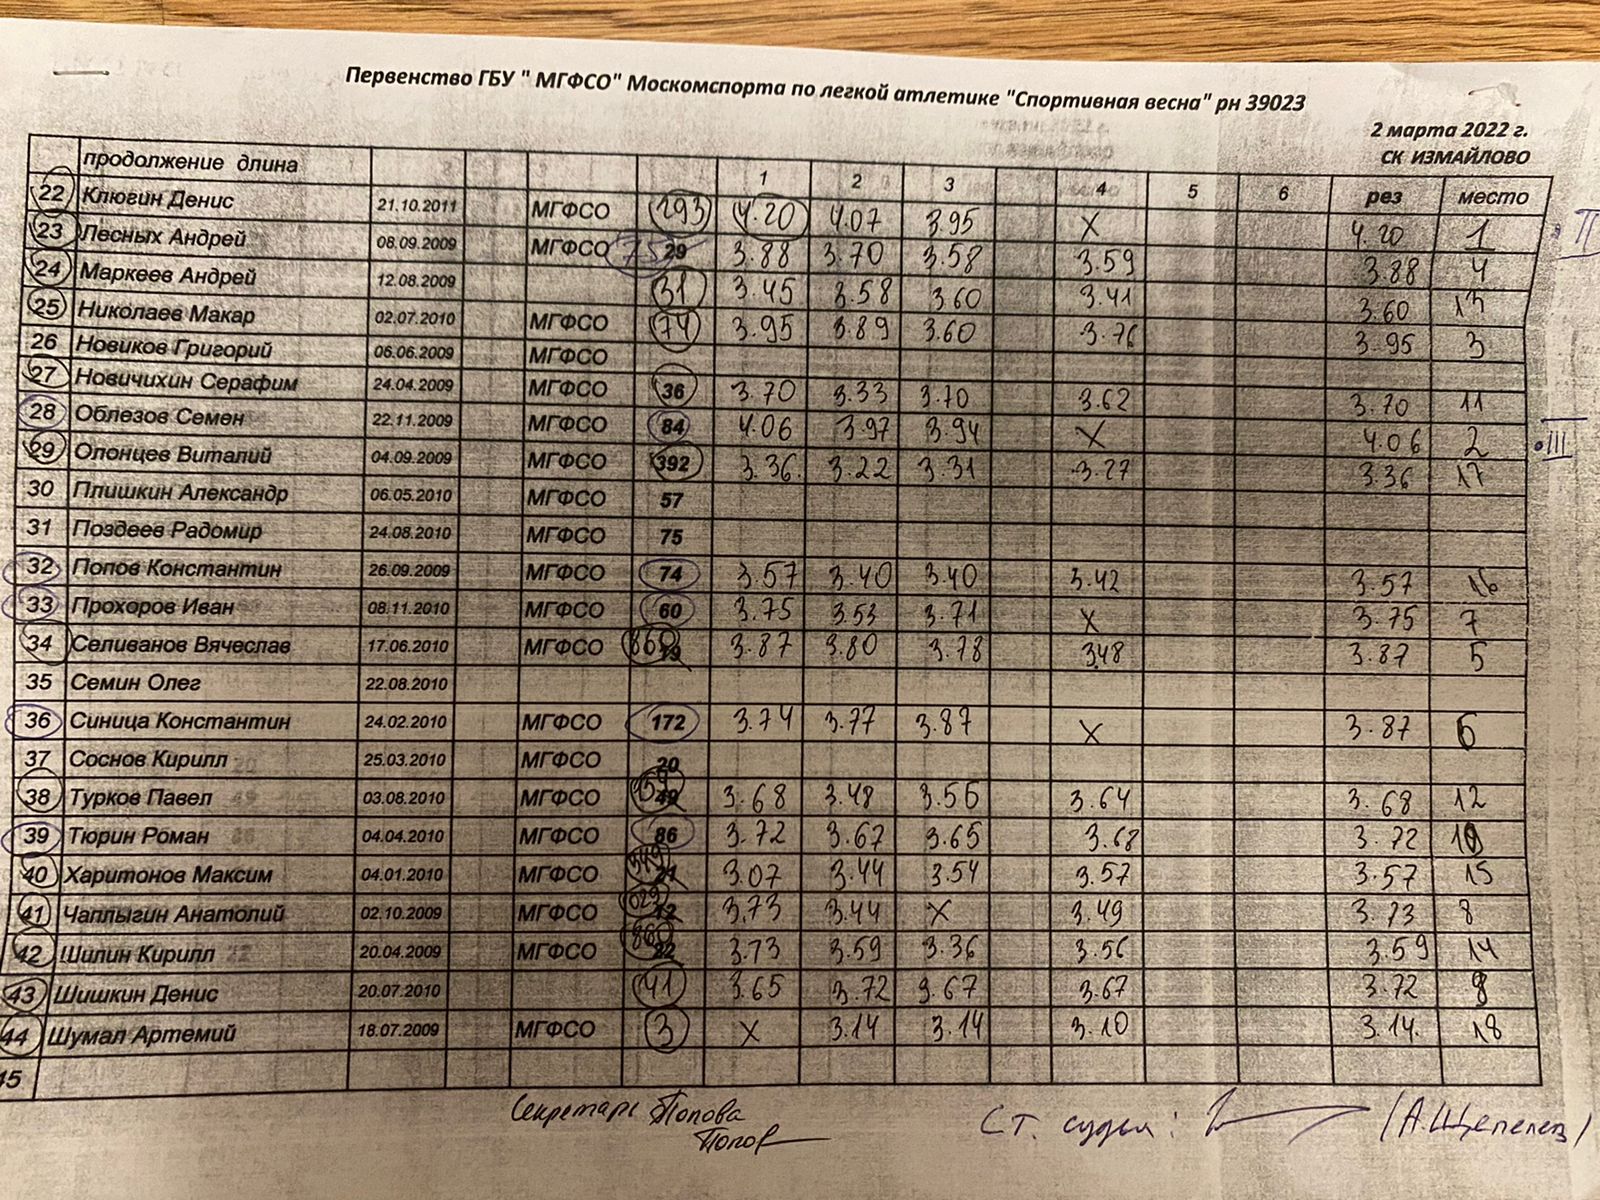 Первенство ГБУ " МГФСО" Москомспорта по легкой атлетике "Спортивная весна" рн 39023
2 марта 2022 г.
СК ИЗМАЙЛОВО
продолжение длина 1 2 3 4 5 6 рез место
22 Клюгин Денис 21.10.2011 МГФСО 293 4.20 4.07 3.95 X 4.20 1 II
23 Лесных Андрей 08.09.2009 МГФСО 75 29 3.88 3.70 3.58 3.59 3.88 4
24 Маркеев Андрей 12.08.2009 31 3.45 3.58 3.60 3.41 3.60 13
25 Николаев Макар 02.07.2010 МГФСО 74 3.95 3.89 3.60 3.76 3.95 3
26 Новиков Григорий 06.06.2009 МГФСО
27 Новичихин Серафим 24.04.2009 МГФСО 36 3.70 3.33 3.70 3.62 3.70 11
28 Облезов Семен 22.11.2009 МГФСО 84 4.06 3.97 3.94 X 4.06 2 III
29 Олонцев Виталий 04.09.2009 МГФСО 392 3.36 3.22 3.31 3.27 3.36 17
30 Плишкин Александр 06.05.2010 МГФСО 57
31 Поздеев Радомир 24.08.2010 МГФСО 75
32 Попов Константин 26.09.2009 МГФСО 74 3.57 3.40 3.40 3.42 3.57 16
33 Прохоров Иван 08.11.2010 МГФСО 60 3.75 3.53 3.71 X 3.75 7
34 Селиванов Вячеслав 17.06.2010 МГФСО 3.87 3.80 3.78 3.48 3.87 5
35 Семин Олег 22.08.2010
36 Синица Константин 24.02.2010 МГФСО 172 3.74 3.77 3.87 X 3.87 6
37 Соснов Кирилл 25.03.2010 МГФСО 20
38 Турков Павел 03.08.2010 МГФСО 3.68 3.48 3.56 3.64 3.68 12
39 Тюрин Роман 04.04.2010 МГФСО 86 3.72 3.67 3.65 3.68 3.72 10
40 Харитонов Максим 04.01.2010 МГФСО 21 3.07 3.44 3.54 3.57 3.57 15
41 Чаплыгин Анатолий 02.10.2009 МГФСО 12 3.73 3.44 X 3.49 3.73 8
42 Шилин Кирилл 20.04.2009 МГФСО 22 3.73 3.59 3.36 3.56 3.59 14
43 Шишкин Денис 20.07.2010 41 3.65 3.72 3.67 3.67 3.72
44 Шумал Артемий 18.07.2009 МГФСО 3 X 3.14 3.14 3.10 3.14. 18
45
Секретарь Попова
Ст. судья: (А.Щепелев)